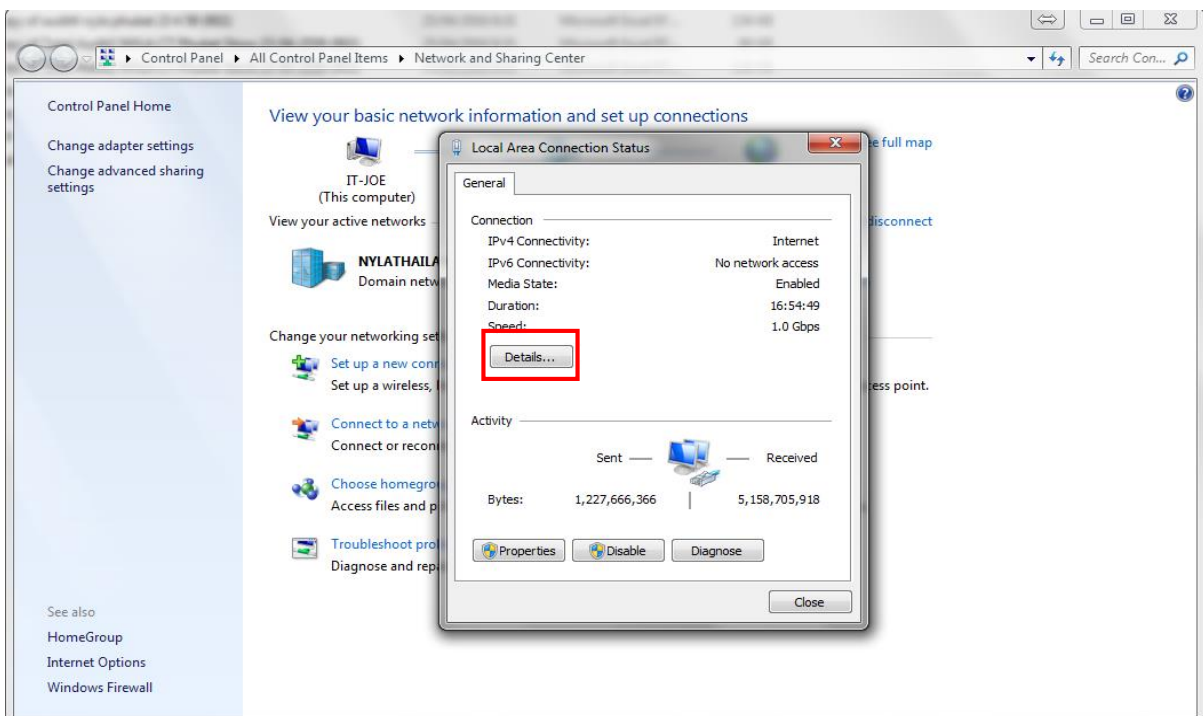 Control Panel ▸ All Control Panel Items ▸ Network and Sharing Center
Search Con...
Control Panel Home
Change adapter settings
Change advanced sharing
settings
See also
HomeGroup
Internet Options
Windows Firewall
View your basic network information and set up connections
ee full map
IT-JOE
(This computer)
View your active networks
disconnect
NYLATHAILA
Domain netw
Change your networking set
Set up a new conn
Set up a wireless,
cess point.
Connect to a netw
Connect or recon
Choose homegro
Access files and p
Troubleshoot pro
Diagnose and repa
Local Area Connection Status
General
Connection
IPv4 Connectivity: Internet
IPv6 Connectivity: No network access
Media State: Enabled
Duration: 16:54:49
Speed: 1.0 Gbps
Details...
Activity
Sent Received
Bytes: 1,227,666,366 5,158,705,918
Properties Disable Diagnose
Close